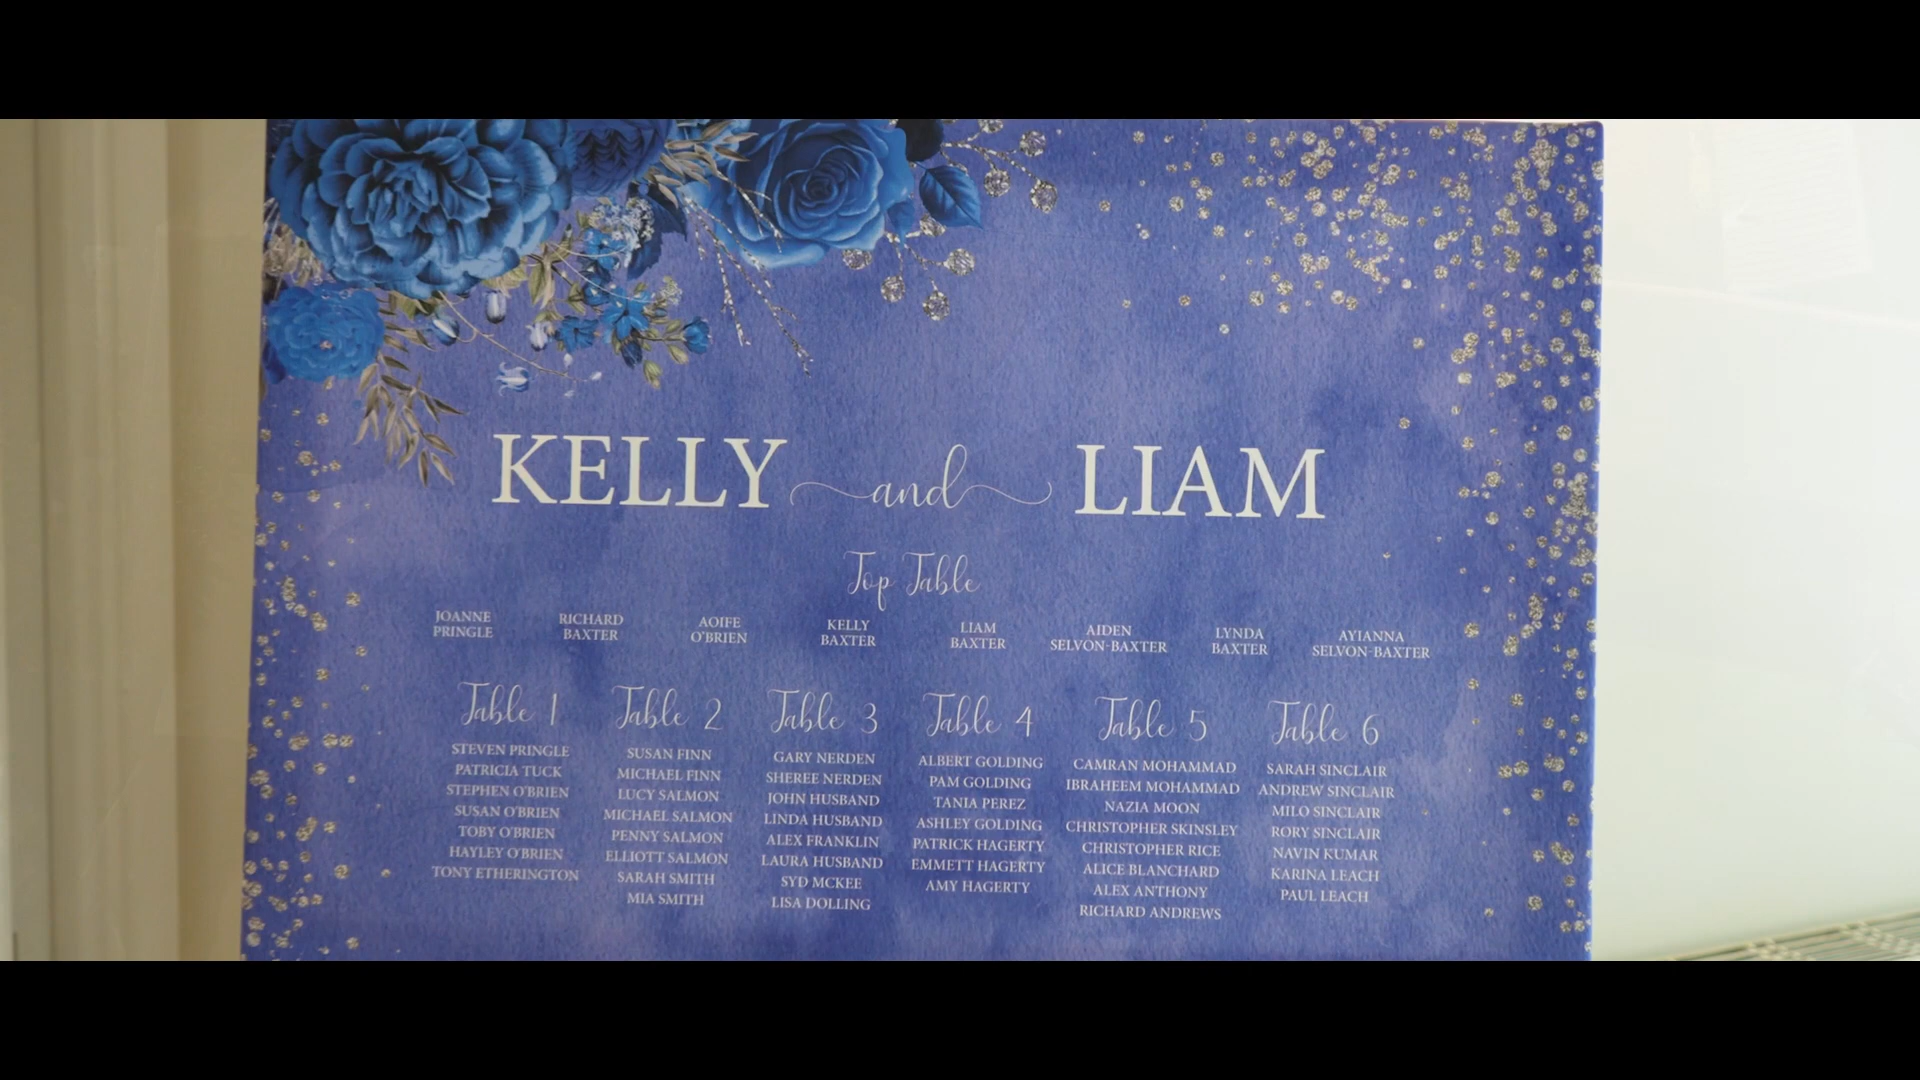 KELLY and LIAM
Top Table
JOANNE PRINGLE
RICHARD BAXTER
AOIFE O'BRIEN
KELLY BAXTER
LIAM BAXTER
AIDEN SELVON-BAXTER
LYNDA BAXTER
AYIANNA SELVON-BAXTER
Table 1
STEVEN PRINGLE
PATRICIA TUCK
STEPHEN O'BRIEN
SUSAN O'BRIEN
TOBY O'BRIEN
HAYLEY O'BRIEN
TONY ETHERINGTON
Table 2
SUSAN FINN
MICHAEL FINN
LUCY SALMON
MICHAEL SALMON
PENNY SALMON
ELLIOTT SALMON
SARAH SMITH
MIA SMITH
Table 3
GARY NERDEN
SHEREE NERDEN
JOHN HUSBAND
LINDA HUSBAND
ALEX FRANKLIN
LAURA HUSBAND
SYD MCKEE
LISA DOLLING
Table 4
ALBERT GOLDING
PAM GOLDING
TANIA PEREZ
ASHLEY GOLDING
PATRICK HAGERTY
EMMETT HAGERTY
AMY HAGERTY
Table 5
CAMRAN MOHAMMAD
IBRAHEEM MOHAMMAD
NAZIA MOON
CHRISTOPHER SKINSLEY
CHRISTOPHER RICE
ALICE BLANCHARD
ALEX ANTHONY
RICHARD ANDREWS
Table 6
SARAH SINCLAIR
ANDREW SINCLAIR
MILO SINCLAIR
RORY SINCLAIR
NAVIN KUMAR
KARINA LEACH
PAUL LEACH